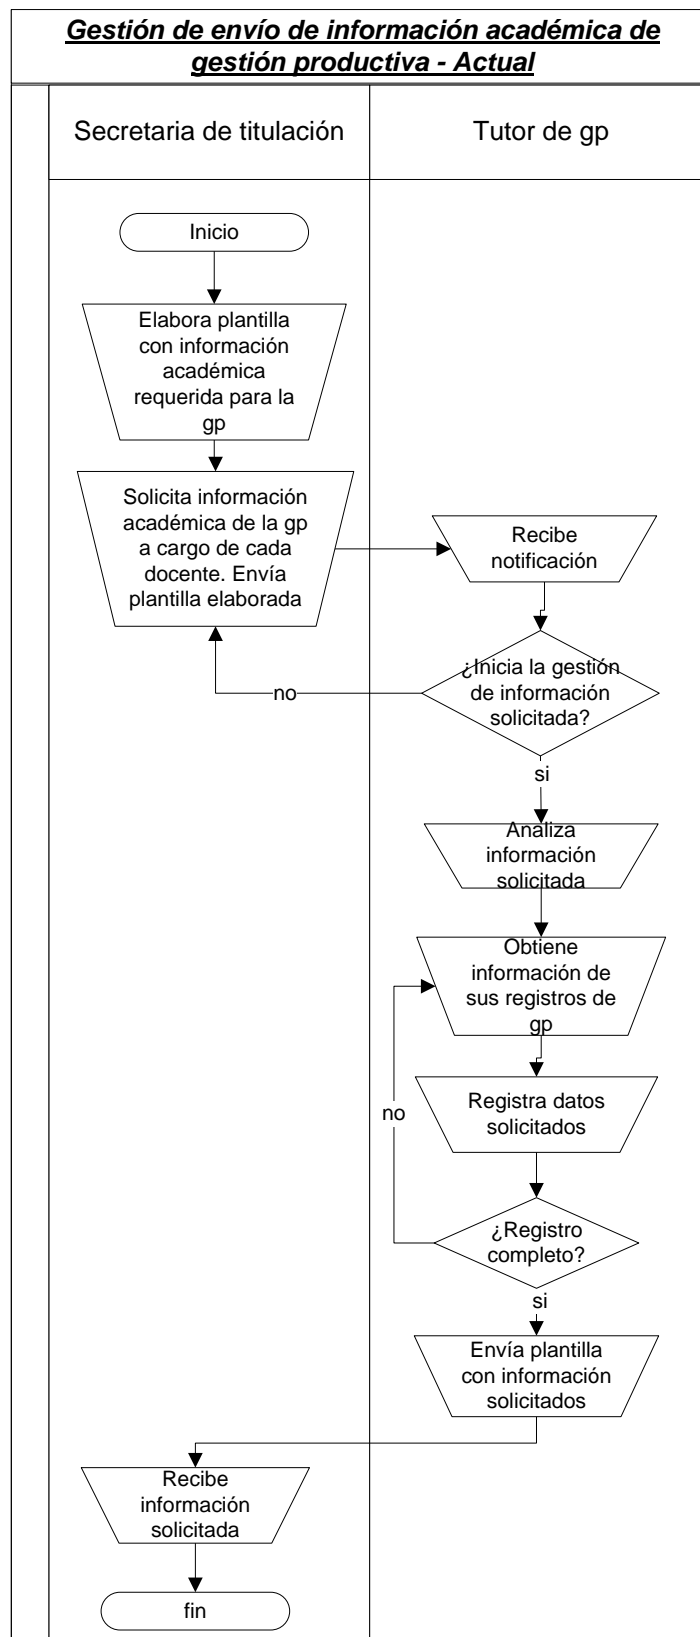 Gestión de envío de información académica de
gestión productiva - Actual
Secretaria de titulación
Tutor de gp
Inicio
Elabora plantilla
con información
académica
requerida para la
gp
Solicita información
académica de la gp
a cargo de cada
docente. Envía
plantilla elaborada
Recibe
notificación
¿Inicia la gestión
de información
solicitada?
no
si
Analiza
información
solicitada
Obtiene
información de
sus registros de
gp
Registra datos
solicitados
no
¿Registro
completo?
si
Envía plantilla
con información
solicitados
Recibe
información
solicitada
fin